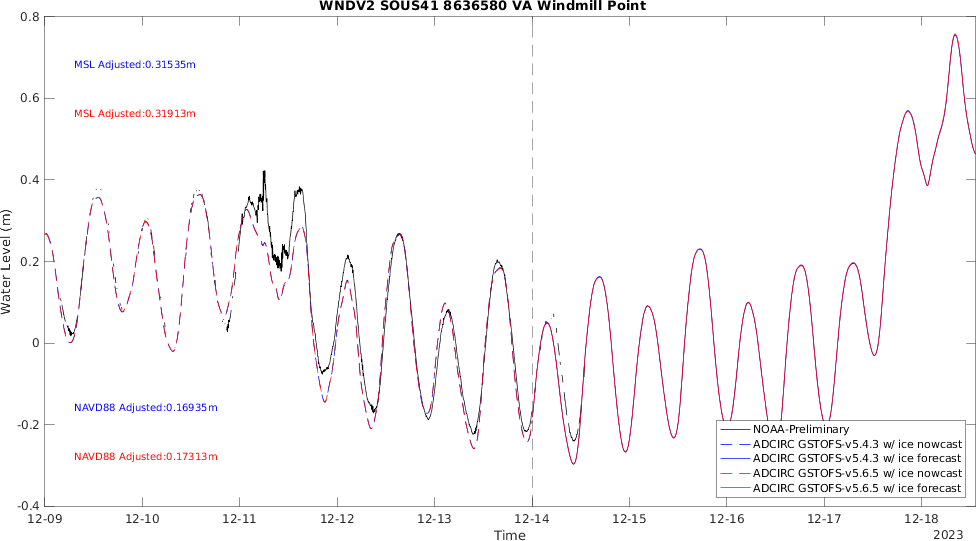 WNDV2 SOUS41 8636580 VA Windmill Point
0.8
0.6
0.4
0.2
0
-0.2
-0.4
Water Level (m)
MSL Adjusted:0.31535m
MSL Adjusted:0.31913m
NAVD88 Adjusted:0.16935m
NAVD88 Adjusted:0.17313m
NOAA-Preliminary
ADCIRC GSTOFS-v5.4.3 w/ ice nowcast
ADCIRC GSTOFS-v5.4.3 w/ ice forecast
ADCIRC GSTOFS-v5.6.5 w/ ice nowcast
ADCIRC GSTOFS-v5.6.5 w/ ice forecast
12-09 12-10 12-11 12-12 12-13 12-14 12-15 12-16 12-17 12-18
Time
2023